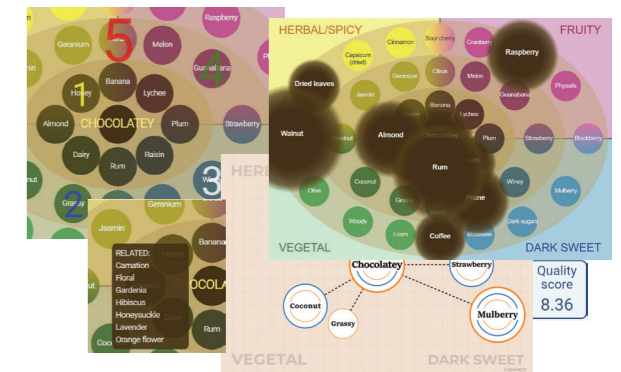 5
Raspberry
Geranium
Melon
4
Guanabana
Banana
Honey
1
Lychee
Almond
CHOCOLATEY
Plum
Strawberry
Dairy
Raisin
Rum
3
2
Grassy
Jasmin
Geranium
Banana
RELATED:
Carnation
Floral
Gardenia
Hibiscus
Honeysuckle
Lavender
Orange flower
Rum
HERBAL/SPICY
FRUITY
Cinnamon
Sour cherry
Cranberry
Raspberry
Capsicum
(dried)
Geranium
Citrus
Melon
Physalis
Dried leaves
Jasmin
Guanabana
Banana
Lychee
Walnut
Almond
Plum
Strawberry
Blackberry
Rum
Coconut
Winey
Mulberry
Olive
Prune
Woody
Dark sugar
Loam
Coffee
Molasses
VEGETAL
DARK SWEET
Chocolatey
Strawberry
Coconut
Grassy
Mulberry
Quality
score
8.36
VEGETAL
DARK SWEET